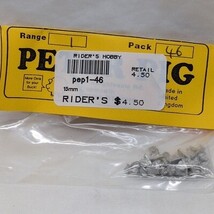 Range 1 Pack 46
RIDER'S HOBBY
RETAIL
4.50
pep1-46
15mm
RIDER'S $4.50
PE NG
Made in
United
Kingdom